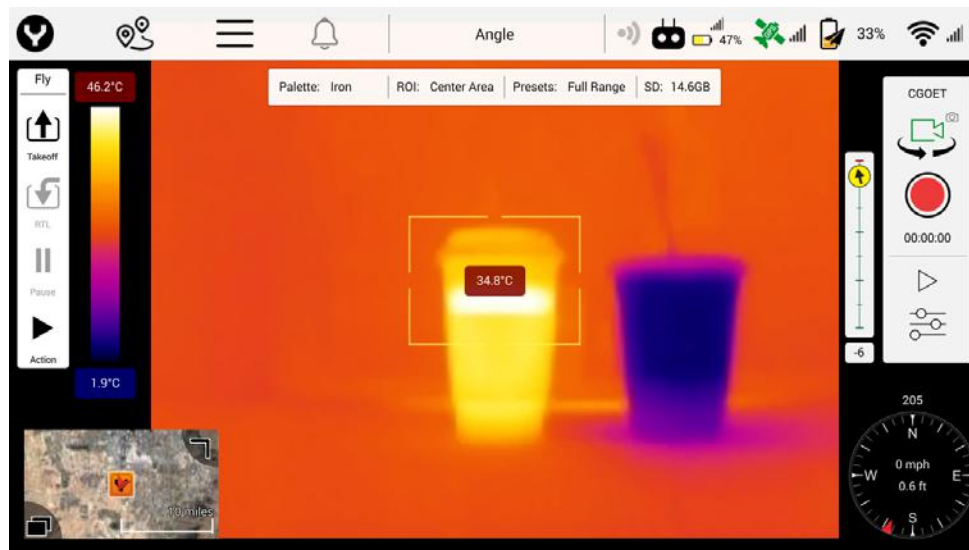 Angle
47%
33%
Fly
46.2°C
Palette: Iron
ROI: Center Area
Presets: Full Range
SD: 14.6GB
CGOET
Takeoff
RTL
00:00:00
34.8°C
Pause
Action
-6
1.9°C
205
N
W
0 mph
E
0.6 ft
S
10 miles